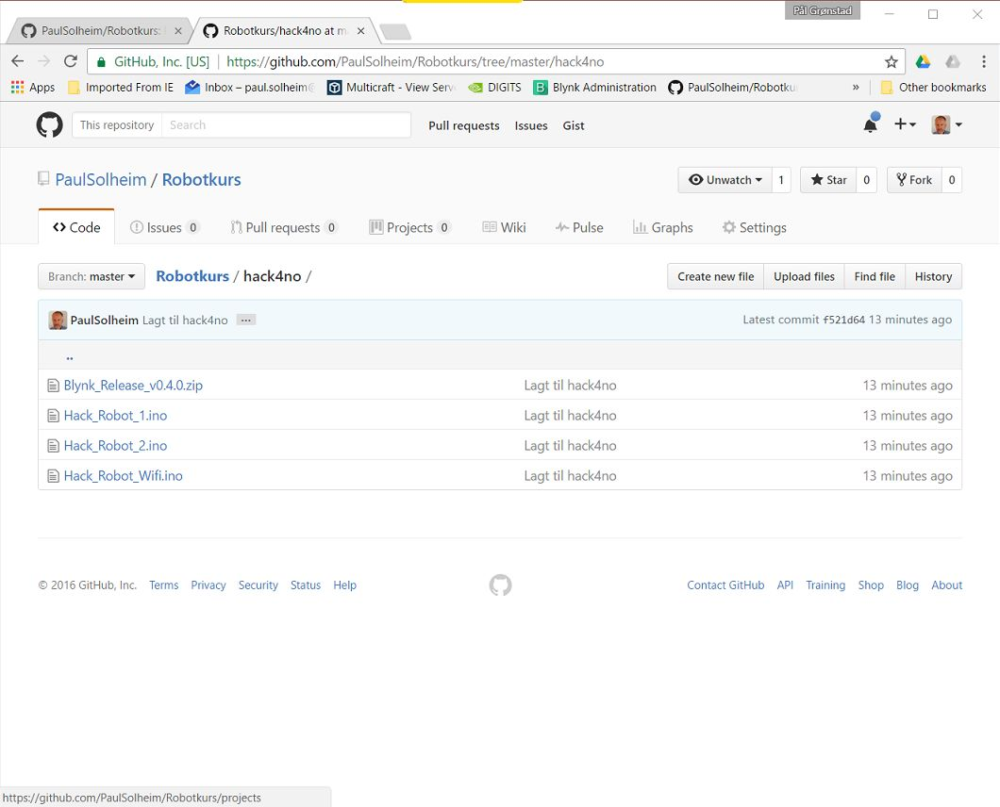 Pål Grønstad
PaulSolheim/Robotkurs:
Robotkurs/hack4no at ma
GitHub, Inc. [US] https://github.com/PaulSolheim/Robotkurs/tree/master/hack4no
Apps Imported From IE Inbox – paul.solheim@ Multicraft - View Serv DIGITS Blynk Administration PaulSolheim/Robotku » Other bookmarks
This repository Search Pull requests Issues Gist
PaulSolheim / Robotkurs Unwatch 1 Star 0 Fork 0
Code Issues 0 Pull requests 0 Projects 0 Wiki Pulse Graphs Settings
Branch: master Robotkurs / hack4no / Create new file Upload files Find file History
PaulSolheim Lagt til hack4no ... Latest commit f521d64 13 minutes ago
..
Blynk_Release_v0.4.0.zip Lagt til hack4no 13 minutes ago
Hack_Robot_1.ino Lagt til hack4no 13 minutes ago
Hack_Robot_2.ino Lagt til hack4no 13 minutes ago
Hack_Robot_Wifi.ino Lagt til hack4no 13 minutes ago
© 2016 GitHub, Inc. Terms Privacy Security Status Help Contact GitHub API Training Shop Blog About
https://github.com/PaulSolheim/Robotkurs/projects